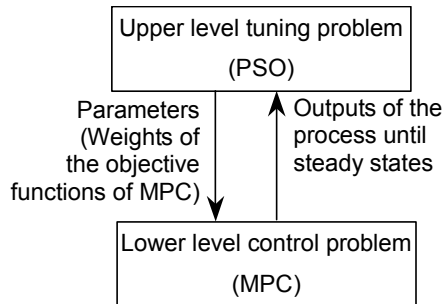 Upper level tuning problem
(PSO)
Parameters
(Weights of
the objective
functions of MPC)
Outputs of the
process until
steady states
Lower level control problem
(MPC)